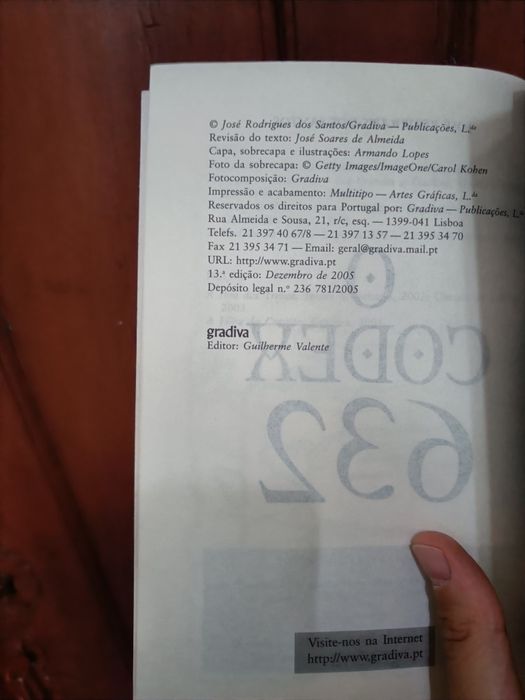 © José Rodrigues dos Santos/Gradiva — Publicações, L.da
Revisão do texto: José Soares de Almeida
Capa, sobrecapa e ilustrações: Armando Lopes
Foto da sobrecapa: © Getty Images/ImageOne/Carol Kohen
Fotocomposição: Gradiva
Impressão e acabamento: Multitipo — Artes Gráficas, L.da
Reservados os direitos para Portugal por: Gradiva — Publicações, L.da
Rua Almeida e Sousa, 21, r/c, esq. — 1399-041 Lisboa
Telefs. 21 397 40 67/8 — 21 397 13 57 — 21 395 34 70
Fax 21 395 34 71 — Email: geral@gradiva.mail.pt
URL: http://www.gradiva.pt
13.ª edição: Dezembro de 2005
Depósito legal n.º 236 781/2005
gradiva
Editor: Guilherme Valente
O
CODEX
632
Visite-nos na Internet
http://www.gradiva.pt